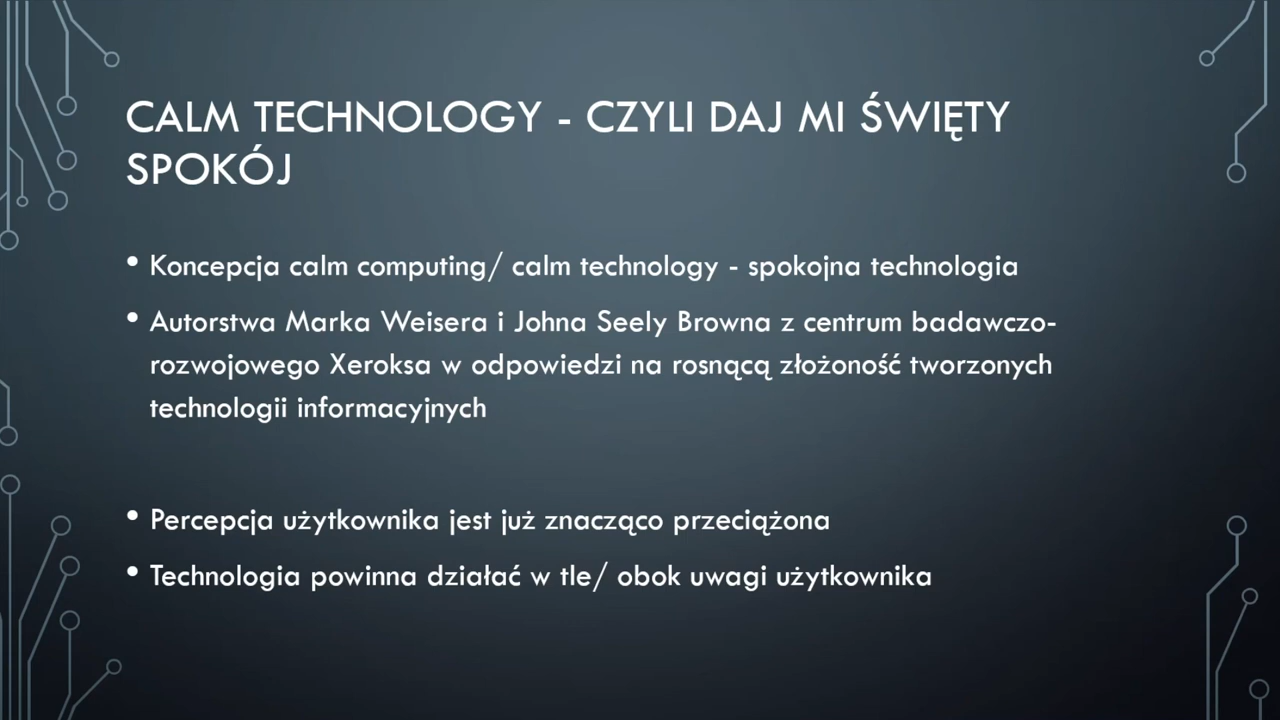 CALM TECHNOLOGY - CZYLI DAJ MI ŚWIĘTY
SPOKÓJ
• Koncepcja calm computing/ calm technology - spokojna technologia
• Autorstwa Marka Weisera i Johna Seely Browna z centrum badawczo-
rozwojowego Xeroksa w odpowiedzi na rosnącą złożoność tworzonych
technologii informacyjnych
• Percepcja użytkownika jest już znacząco przeciążona
• Technologia powinna działać w tle/ obok uwagi użytkownika